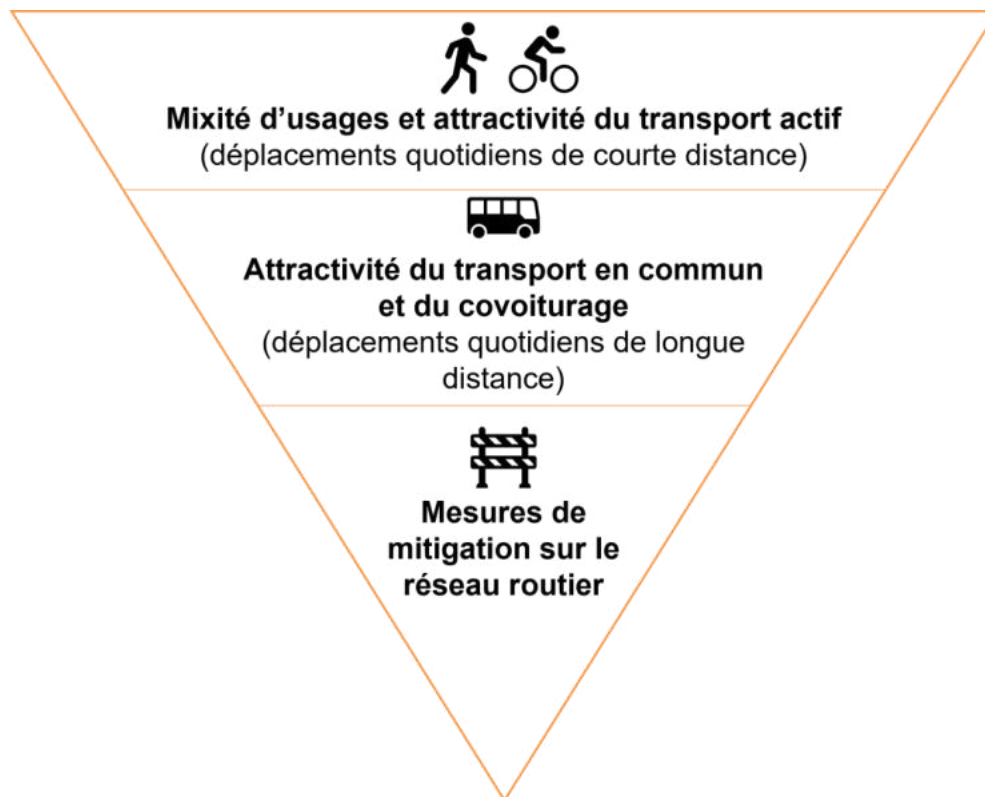 Mixité d'usages et attractivité du transport actif
(déplacements quotidiens de courte distance)
Attractivité du transport en commun
et du covoiturage
(déplacements quotidiens de longue
distance)
Mesures de
mitigation sur le
réseau routier